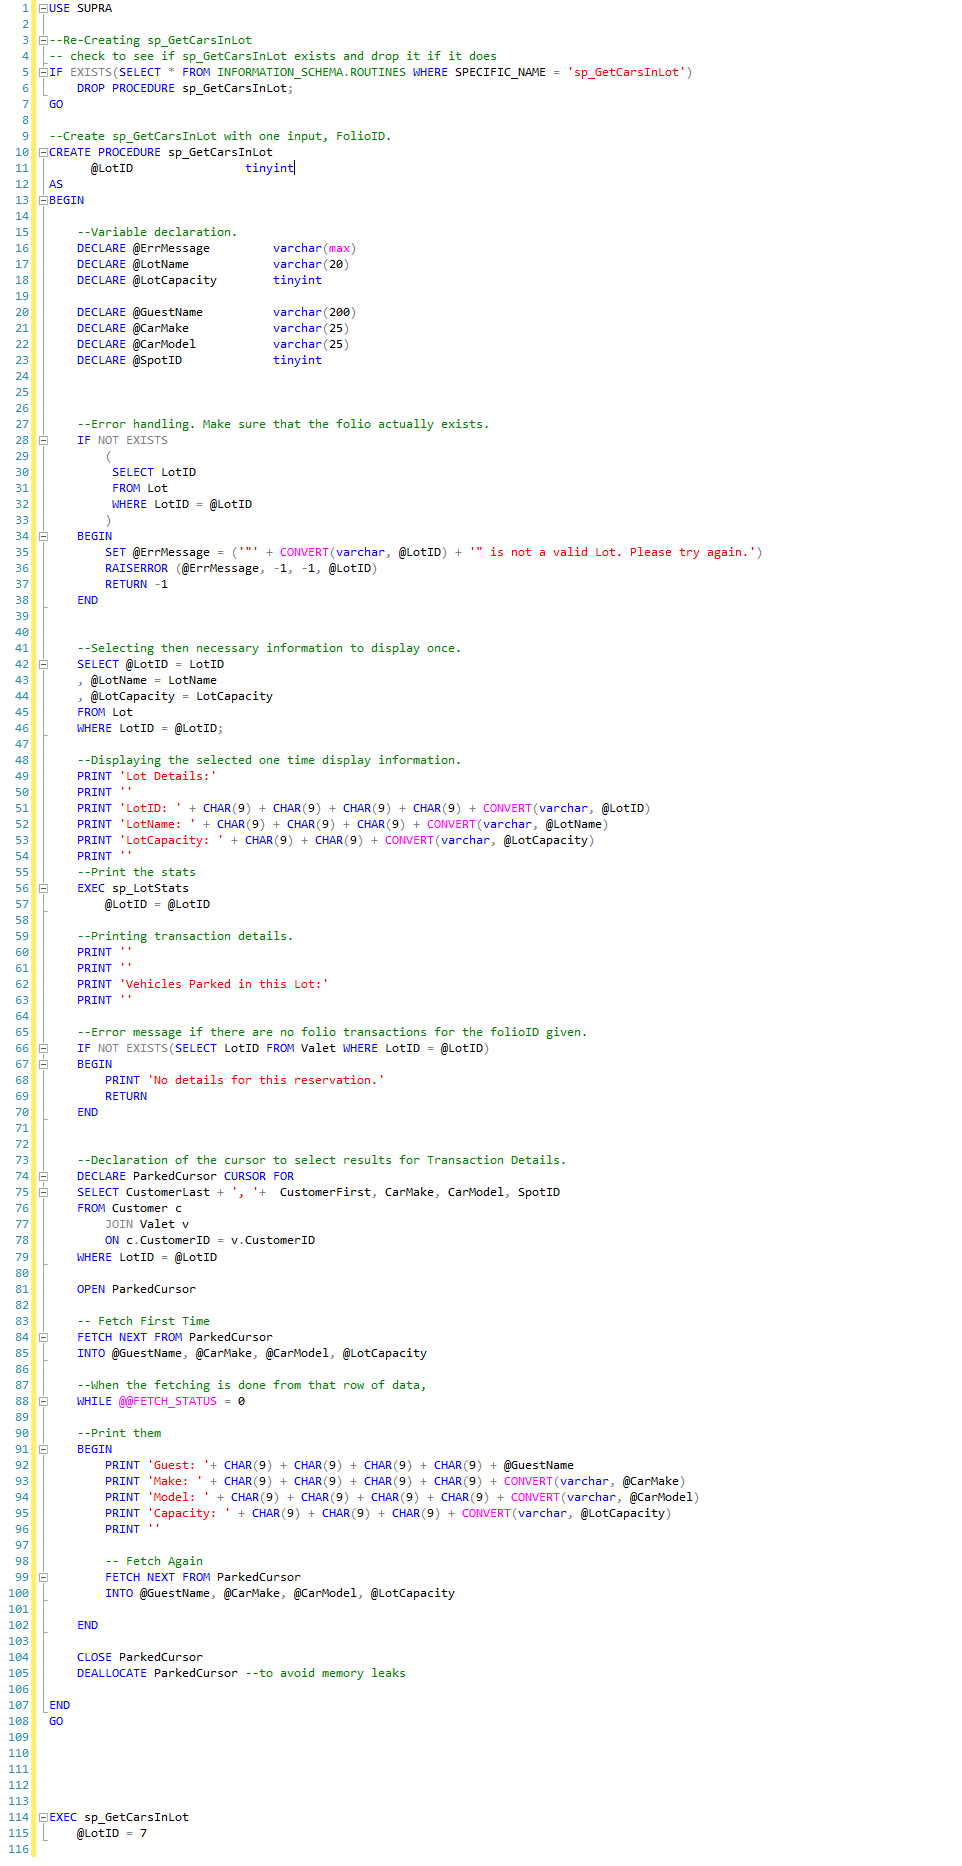 1 USE SUPRA
2
3 --Re-Creating sp_GetCarsInLot
4 -- check to see if sp_GetCarsInLot exists and drop it if it does
5 IF EXISTS(SELECT * FROM INFORMATION_SCHEMA.ROUTINES WHERE SPECIFIC_NAME = 'sp_GetCarsInLot')
6 DROP PROCEDURE sp_GetCarsInLot;
7 GO
8
9 --Create sp_GetCarsInLot with one input, FolioID.
10 CREATE PROCEDURE sp_GetCarsInLot
11 @LotID tinyint
12 AS
13 BEGIN
14
15 --Variable declaration.
16 DECLARE @ErrMessage varchar(max)
17 DECLARE @LotName varchar(20)
18 DECLARE @LotCapacity tinyint
19
20 DECLARE @GuestName varchar(200)
21 DECLARE @CarMake varchar(25)
22 DECLARE @CarModel varchar(25)
23 DECLARE @SpotID tinyint
24
25
26
27 --Error handling. Make sure that the folio actually exists.
28 IF NOT EXISTS
29 (
30 SELECT LotID
31 FROM Lot
32 WHERE LotID = @LotID
33 )
34 BEGIN
35 SET @ErrMessage = ('"' + CONVERT(varchar, @LotID) + '" is not a valid Lot. Please try again.')
36 RAISERROR (@ErrMessage, -1, -1, @LotID)
37 RETURN -1
38 END
39
40
41 --Selecting then necessary information to display once.
42 SELECT @LotID = LotID
43 , @LotName = LotName
44 , @LotCapacity = LotCapacity
45 FROM Lot
46 WHERE LotID = @LotID;
47
48 --Displaying the selected one time display information.
49 PRINT 'Lot Details:'
50 PRINT ''
51 PRINT 'LotID: ' + CHAR(9) + CHAR(9) + CHAR(9) + CHAR(9) + CONVERT(varchar, @LotID)
52 PRINT 'LotName: ' + CHAR(9) + CHAR(9) + CHAR(9) + CONVERT(varchar, @LotName)
53 PRINT 'LotCapacity: ' + CHAR(9) + CHAR(9) + CONVERT(varchar, @LotCapacity)
54 PRINT ''
55 --Print the stats
56 EXEC sp_LotStats
57 @LotID = @LotID
58
59 --Printing transaction details.
60 PRINT ''
61 PRINT ''
62 PRINT 'Vehicles Parked in this Lot:'
63 PRINT ''
64
65 --Error message if there are no folio transactions for the folioID given.
66 IF NOT EXISTS(SELECT LotID FROM Valet WHERE LotID = @LotID)
67 BEGIN
68 PRINT 'No details for this reservation.'
69 RETURN
70 END
71
72
73 --Declaration of the cursor to select results for Transaction Details.
74 DECLARE ParkedCursor CURSOR FOR
75 SELECT CustomerLast + ', '+ CustomerFirst, CarMake, CarModel, SpotID
76 FROM Customer c
77 JOIN Valet v
78 ON c.CustomerID = v.CustomerID
79 WHERE LotID = @LotID
80
81 OPEN ParkedCursor
82
83 -- Fetch First Time
84 FETCH NEXT FROM ParkedCursor
85 INTO @GuestName, @CarMake, @CarModel, @LotCapacity
86
87 --When the fetching is done from that row of data,
88 WHILE @@FETCH_STATUS = 0
89
90 --Print them
91 BEGIN
92 PRINT 'Guest: '+ CHAR(9) + CHAR(9) + CHAR(9) + CHAR(9) + @GuestName
93 PRINT 'Make: ' + CHAR(9) + CHAR(9) + CHAR(9) + CHAR(9) + CONVERT(varchar, @CarMake)
94 PRINT 'Model: ' + CHAR(9) + CHAR(9) + CHAR(9) + CHAR(9) + CONVERT(varchar, @CarModel)
95 PRINT 'Capacity: ' + CHAR(9) + CHAR(9) + CHAR(9) + CONVERT(varchar, @LotCapacity)
96 PRINT ''
97
98 -- Fetch Again
99 FETCH NEXT FROM ParkedCursor
100 INTO @GuestName, @CarMake, @CarModel, @LotCapacity
101
102 END
103
104 CLOSE ParkedCursor
105 DEALLOCATE ParkedCursor --to avoid memory leaks
106
107 END
108 GO
109
110
111
112
113
114 EXEC sp_GetCarsInLot
115 @LotID = 7
116